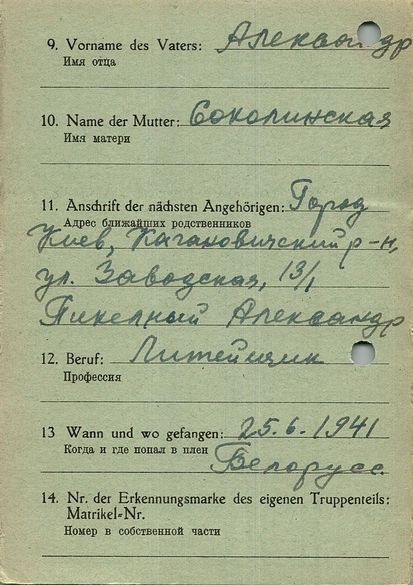 9. Vorname des Vaters: Александр
Имя отца
10. Name der Mutter: Соколинская
Имя матери
11. Anschrift der nächsten Angehörigen: Город
Адрес ближайших родственников
Киев, Кагановический р-н,
ул. Заводская, 13/1
Пикельный Александр
12. Beruf: Литейщик
Профессия
13 Wann und wo gefangen: 25.6.1941
Когда и где попал в плен
Белорусс.
14. Nr. der Erkennungsmarke des eigenen Truppenteils:
Matrikel=Nr.
Номер в собственной части